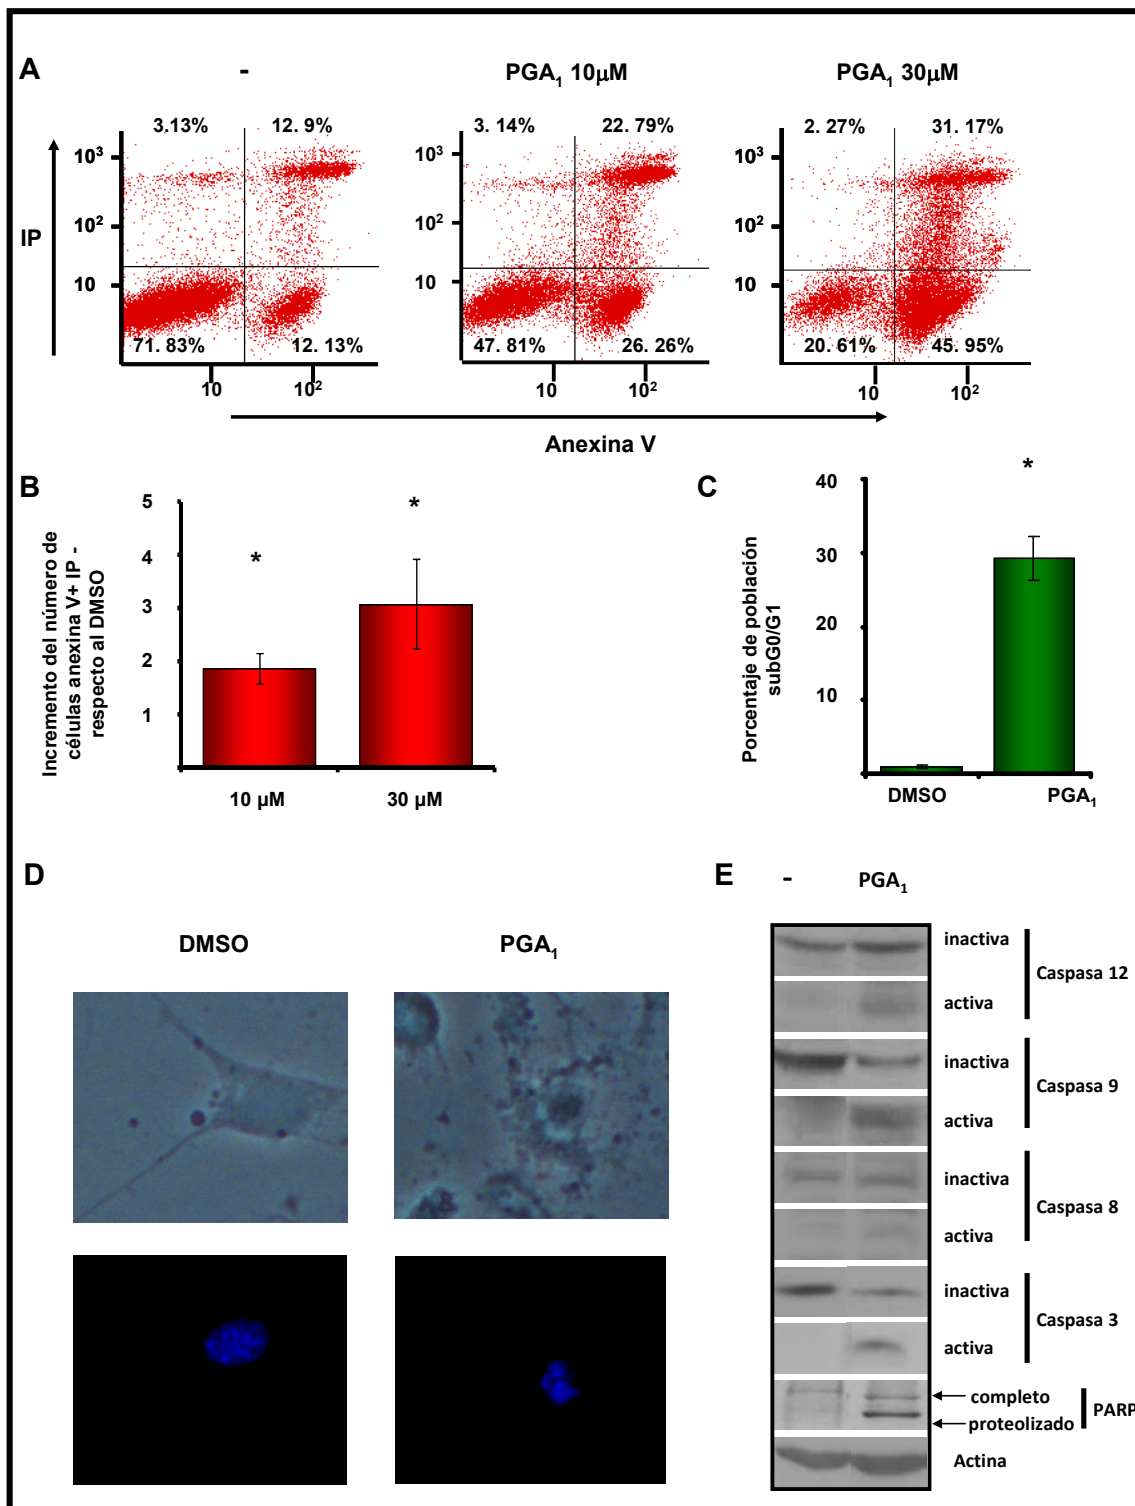 A
-
PGA1 10μM
PGA1 30μM
3.13%
12. 9%
3. 14%
22. 79%
2. 27%
31. 17%
10³
10²
10
10³
10²
10
10³
10²
10
IP
71. 83%
12. 13%
47. 81%
26. 26%
20. 61%
45. 95%
10
10²
10
10²
10
10²
Anexina V
B
Incremento del número de
células anexina V+ IP -
respecto al DMSO
5
4
3
2
1
*
*
10 μM
30 μM
C
Porcentaje de población
subG0/G1
40
30
20
10
*
DMSO
PGA1
D
DMSO
PGA1
E
-
PGA1
inactiva
activa
Caspasa 12
inactiva
activa
Caspasa 9
inactiva
activa
Caspasa 8
inactiva
activa
Caspasa 3
completo
proteolizado
PARP
Actina